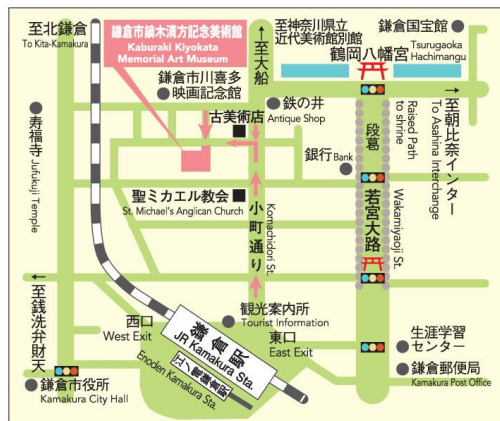 至北鎌倉
To Kita-Kamakura
鎌倉市鏑木清方記念美術館
Kaburaki Kiyokata
Memorial Art Museum
至大船
至神奈川県立
近代美術館別館
鎌倉国宝館
鶴岡八幡宮
Tsurugaoka
Hachimangu
鎌倉市川喜多
映画記念館
鉄の井
古美術店
Antique Shop
段葛
Raised Path
to shrine
至朝比奈インター
To Asahina Interchange
寿福寺
Jufukuji Temple
銀行 Bank
聖ミカエル教会
St. Michael's Anglican Church
小町通り
Komachidori St.
若宮大路
Wakamiyaoji St.
至銭洗弁財天
西口
West Exit
鎌倉駅
JR Kamakura Sta.
江ノ電鎌倉駅
Enoden Kamakura Sta.
観光案内所
Tourist Information
東口
East Exit
生涯学習
センター
鎌倉郵便局
Kamakura Post Office
鎌倉市役所
Kamakura City Hall